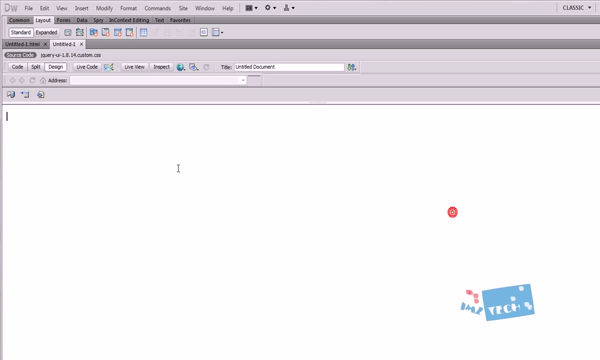 DW File Edit View Insert Modify Format Commands Site Window Help CLASSIC
Common Layout Forms Data Spry InContext Editing Text Favorites
Standard Expanded
Untitled-1.html Untitled-1
Source Code jquery-ui-1.8.14.custom.css
Code Split Design Live Code Live View Inspect Title: Untitled Document
Address:
TECH